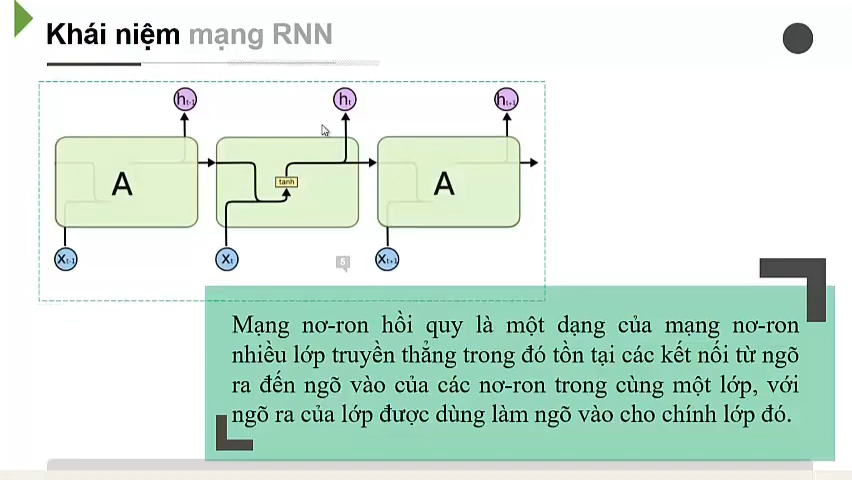 Khái niệm mạng RNN
ht-1 ht ht+1
A tanh A
xt-1 xt xt+1
5
Mạng nơ-ron hồi quy là một dạng của mạng nơ-ron
nhiều lớp truyền thẳng trong đó tồn tại các kết nối từ ngõ
ra đến ngõ vào của các nơ-ron trong cùng một lớp, với
ngõ ra của lớp được dùng làm ngõ vào cho chính lớp đó.